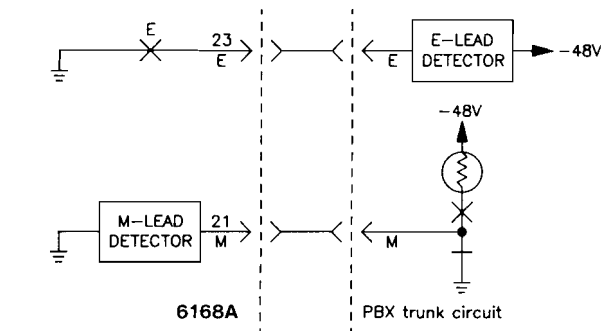 E
23
E
E
E-LEAD
DETECTOR
-48V
-48V
M-LEAD
DETECTOR
21
M
M
6168A
PBX trunk circuit